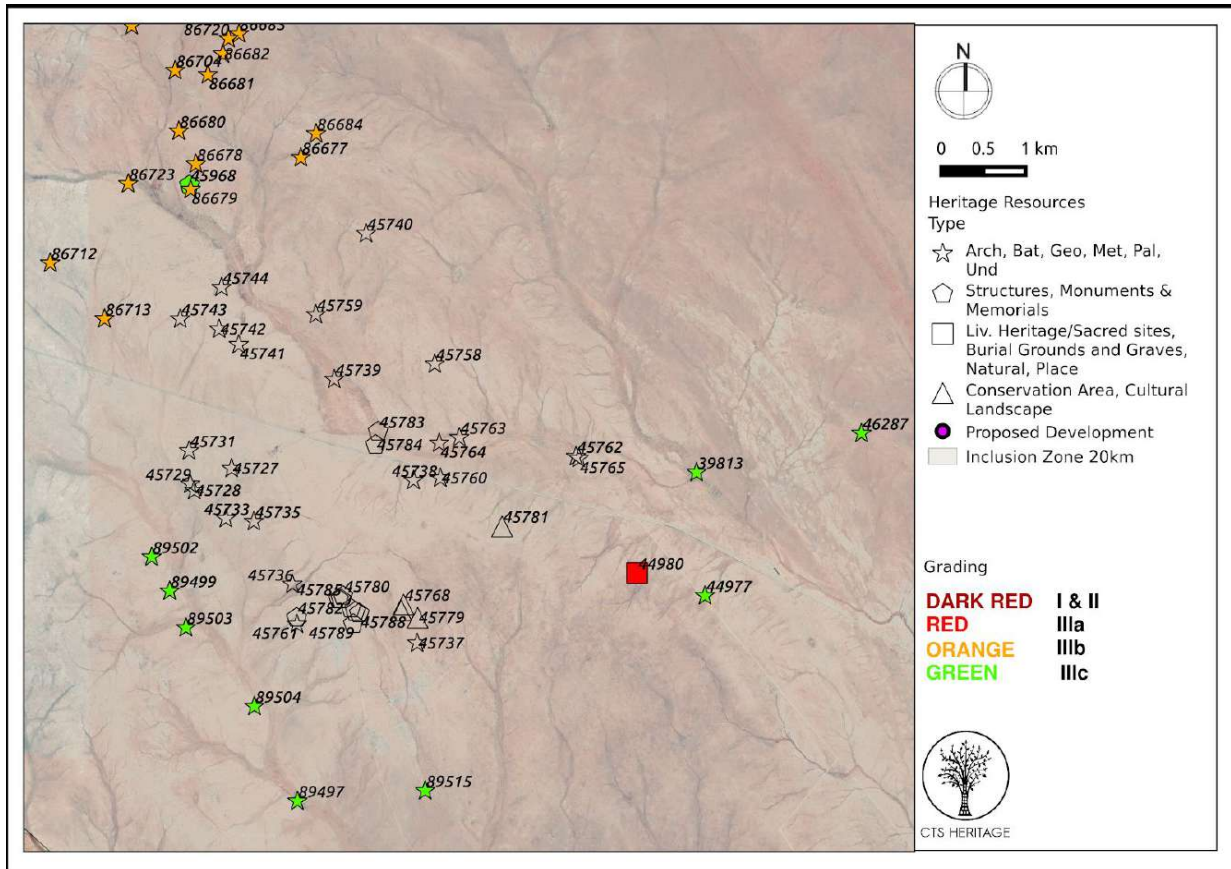 86720
86683
86682
86704
86681
86680
86684
86678
86677
45968
86723
86679
45740
86712
45744
45759
86713
45743
45742
45741
45758
45739
45783
45784
45763
45764
46287
45731
45762
45765
39813
45727
45729
45738
45760
45728
45733
45735
45781
89502
44980
45736
89499
45785
45780
44977
45768
45782
89503
45761
45789
45788
45779
45737
89504
89515
89497
N
0 0.5 1 km
Heritage Resources
Type
Arch, Bat, Geo, Met, Pal,
Und
Structures, Monuments &
Memorials
Liv. Heritage/Sacred sites,
Burial Grounds and Graves,
Natural, Place
Conservation Area, Cultural
Landscape
Proposed Development
Inclusion Zone 20km
Grading
DARK RED I & II
RED IIIa
ORANGE IIIb
GREEN IIIc
CTS HERITAGE